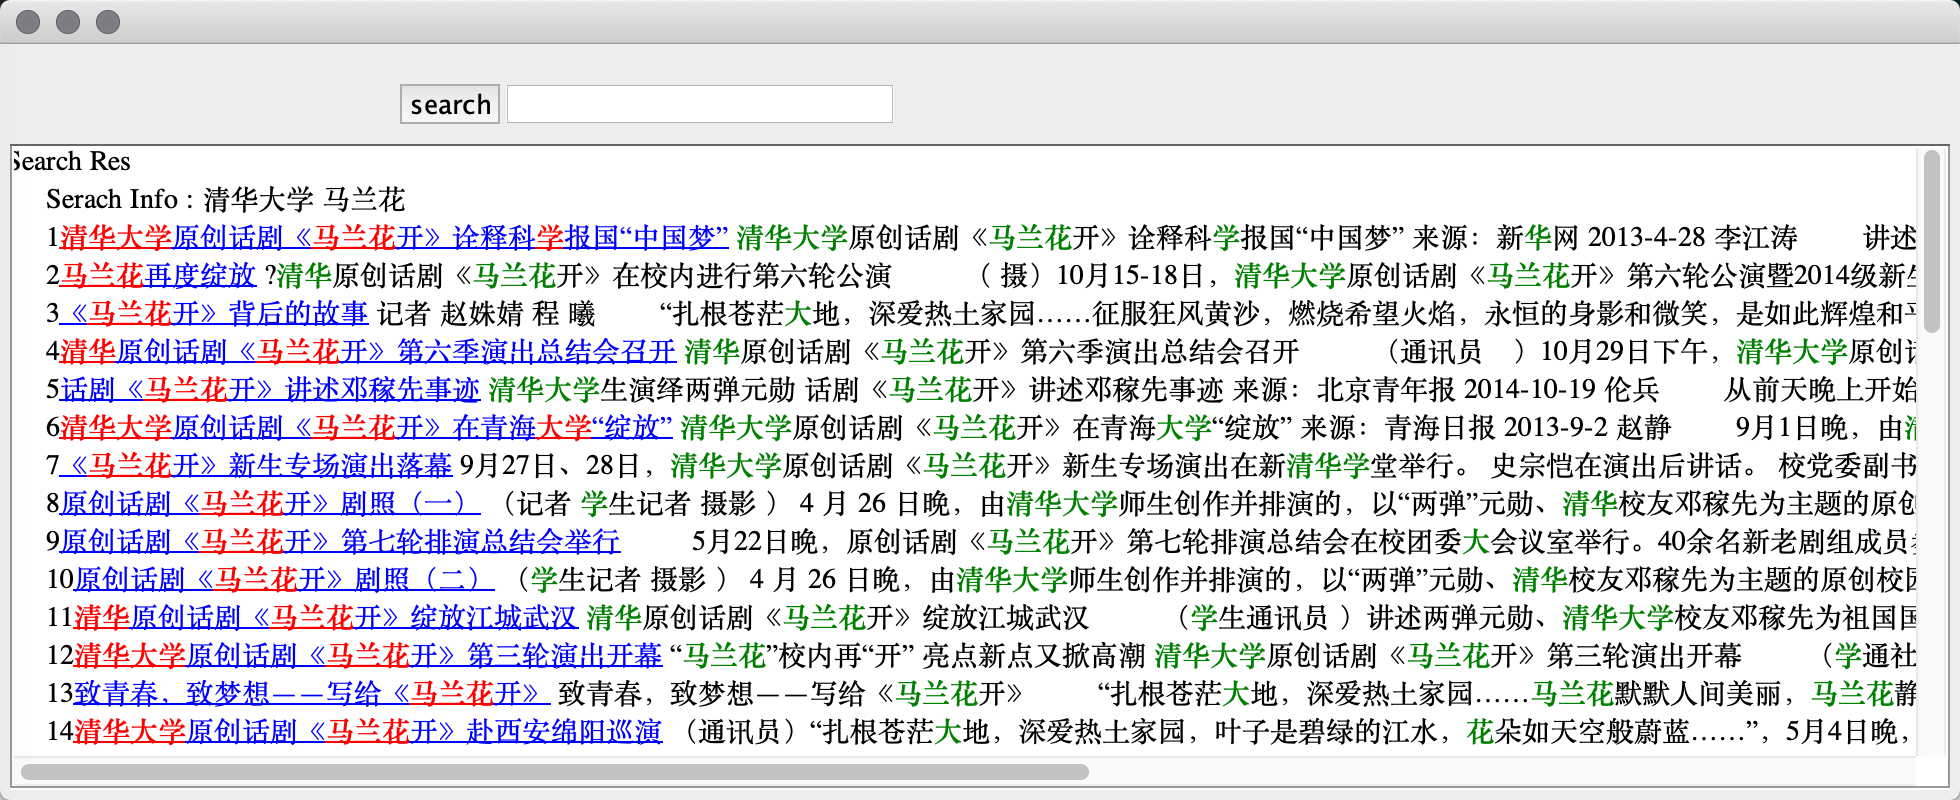 search
Search Res
Serach Info : 清华大学 马兰花
1清华大学原创话剧《马兰花开》诠释科学报国“中国梦” 清华大学原创话剧《马兰花开》诠释科学报国“中国梦” 来源：新华网 2013-4-28 李江涛 讲述
2马兰花再度绽放 ?清华原创话剧《马兰花开》在校内进行第六轮公演 （ 摄）10月15-18日，清华大学原创话剧《马兰花开》第六轮公演暨2014级新
3《马兰花开》背后的故事 记者 赵姝婧 程 曦 “扎根苍茫大地，深爱热土家园……征服狂风黄沙，燃烧希望火焰，永恒的身影和微笑，是如此辉煌和
4清华原创话剧《马兰花开》第六季演出总结会召开 清华原创话剧《马兰花开》第六季演出总结会召开 （通讯员 ）10月29日下午，清华大学原创
5话剧《马兰花开》讲述邓稼先事迹 清华大学生演绎两弹元勋 话剧《马兰花开》讲述邓稼先事迹 来源：北京青年报 2014-10-19 伦兵 从前天晚上开始
6清华大学原创话剧《马兰花开》在青海大学“绽放” 清华大学原创话剧《马兰花开》在青海大学“绽放” 来源：青海日报 2013-9-2 赵静 9月1日晚，由
7《马兰花开》新生专场演出落幕 9月27日、28日，清华大学原创话剧《马兰花开》新生专场演出在新清华学堂举行。 史宗恺在演出后讲话。 校党委副书
8原创话剧《马兰花开》剧照（一） （记者 学生记者 摄影 ） 4 月 26 日晚，由清华大学师生创作并排演的，以“两弹”元勋、清华校友邓稼先为主题的原创
9原创话剧《马兰花开》第七轮排演总结会举行 5月22日晚，原创话剧《马兰花开》第七轮排演总结会在校团委大会议室举行。40余名新老剧组成员
10原创话剧《马兰花开》剧照（二） （学生记者 摄影 ） 4 月 26 日晚，由清华大学师生创作并排演的，以“两弹”元勋、清华校友邓稼先为主题的原创校园
11清华原创话剧《马兰花开》绽放江城武汉 清华原创话剧《马兰花开》绽放江城武汉 （学生通讯员 ）讲述两弹元勋、清华大学校友邓稼先为祖国国
12清华大学原创话剧《马兰花开》第三轮演出开幕 “马兰花”校内再“开” 亮点新点又掀高潮 清华大学原创话剧《马兰花开》第三轮演出开幕 （学通社
13致青春，致梦想——写给《马兰花开》 致青春，致梦想——写给《马兰花开》 “扎根苍茫大地，深爱热土家园……马兰花默默人间美丽，马兰花静
14清华大学原创话剧《马兰花开》赴西安绵阳巡演 （通讯员）“扎根苍茫大地，深爱热土家园，叶子是碧绿的江水，花朵如天空般蔚蓝……”，5月4日晚，